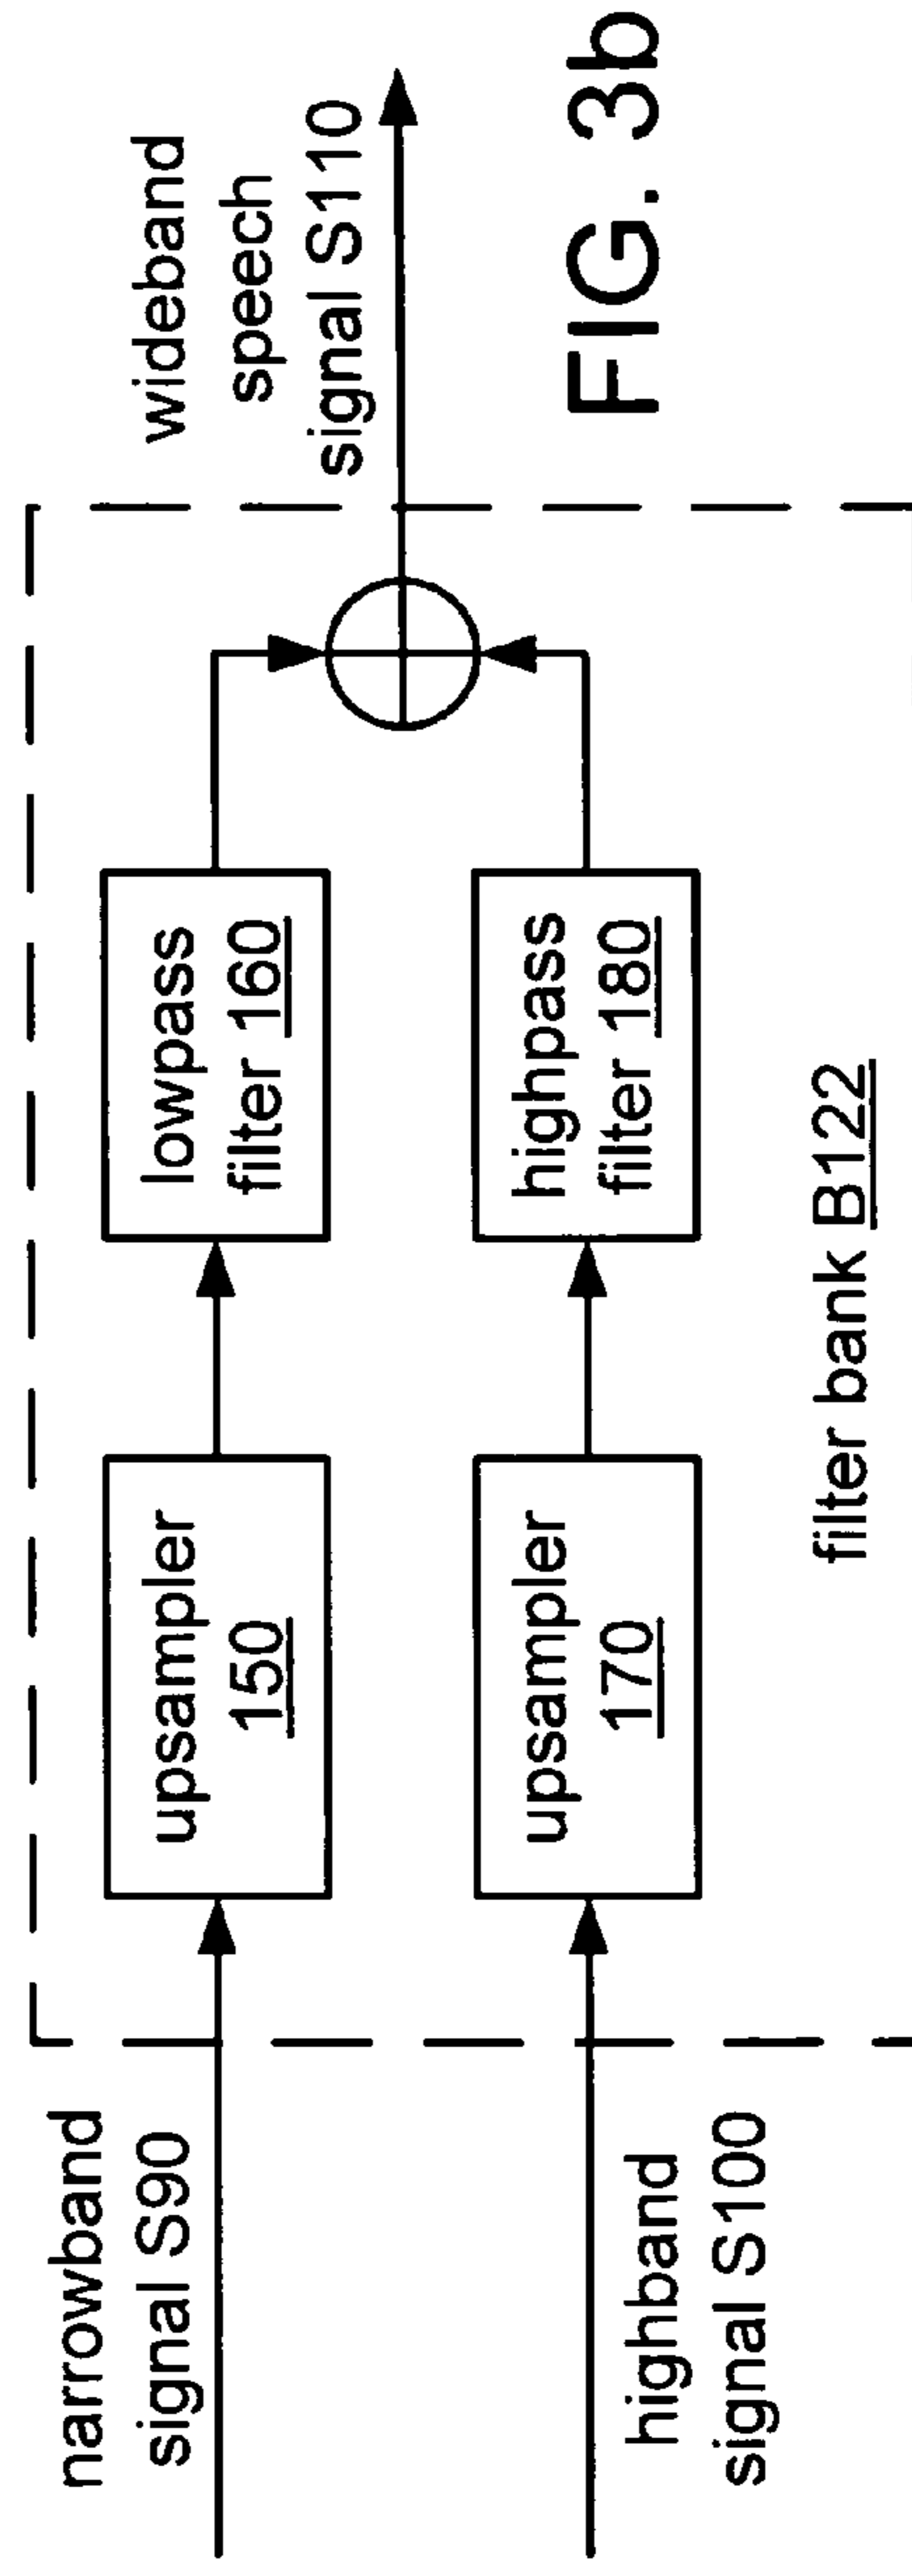 narrowband
signal S90
upsampler
150
lowpass
filter 160
wideband
speech
signal S110
highband
signal S100
upsampler
170
highpass
filter 180
filter bank B122
FIG. 3b